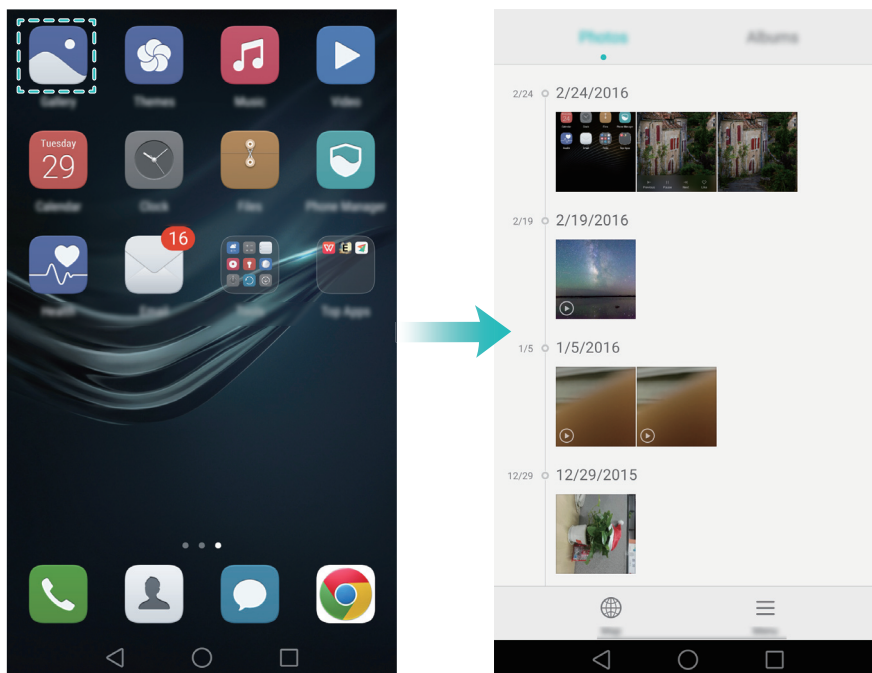 Gallery Themes Music Video
Tuesday
29
Calendar Clock Files Phone Manager
16
Health Email Top Apps
Photos Albums
2/24 2/24/2016
2/19 2/19/2016
1/5 1/5/2016
12/29 12/29/2015
Map Menu